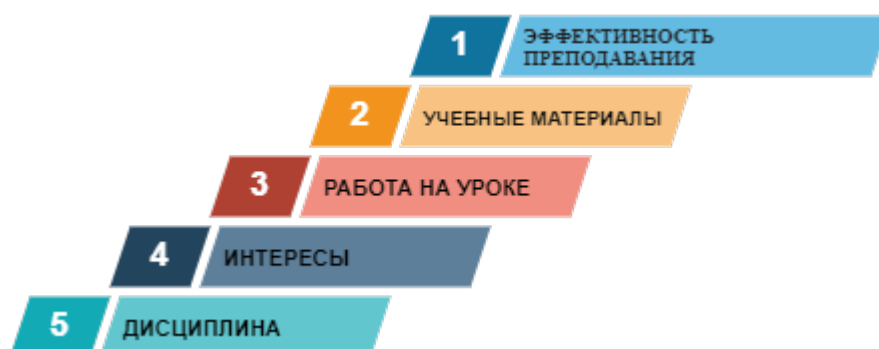 1
ЭФФЕКТИВНОСТЬ
ПРЕПОДАВАНИЯ
2
УЧЕБНЫЕ МАТЕРИАЛЫ
3
РАБОТА НА УРОКЕ
4
ИНТЕРЕСЫ
5
ДИСЦИПЛИНА